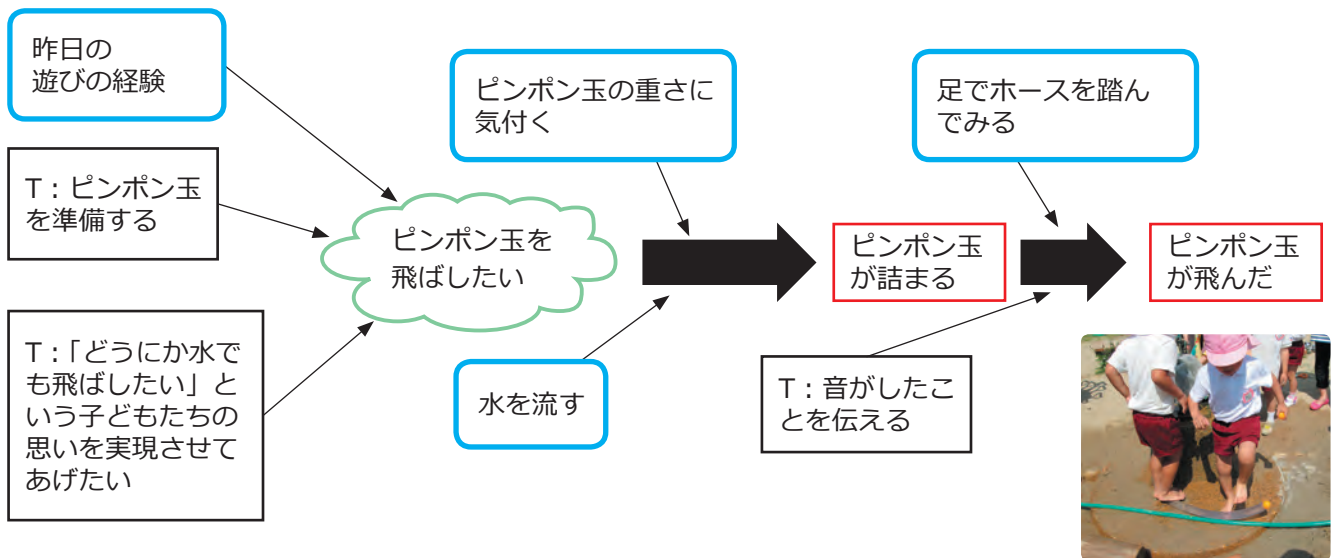 昨日の
遊びの経験
T：ピンポン玉
を準備する
T：「どうにか水で
も飛ばしたい」と
いう子どもたちの
思いを実現させて
あげたい
ピンポン玉を
飛ばしたい
ピンポン玉の重さに
気付く
水を流す
ピンポン玉
が詰まる
足でホースを踏ん
でみる
T：音がしたこ
とを伝える
ピンポン玉
が飛んだ